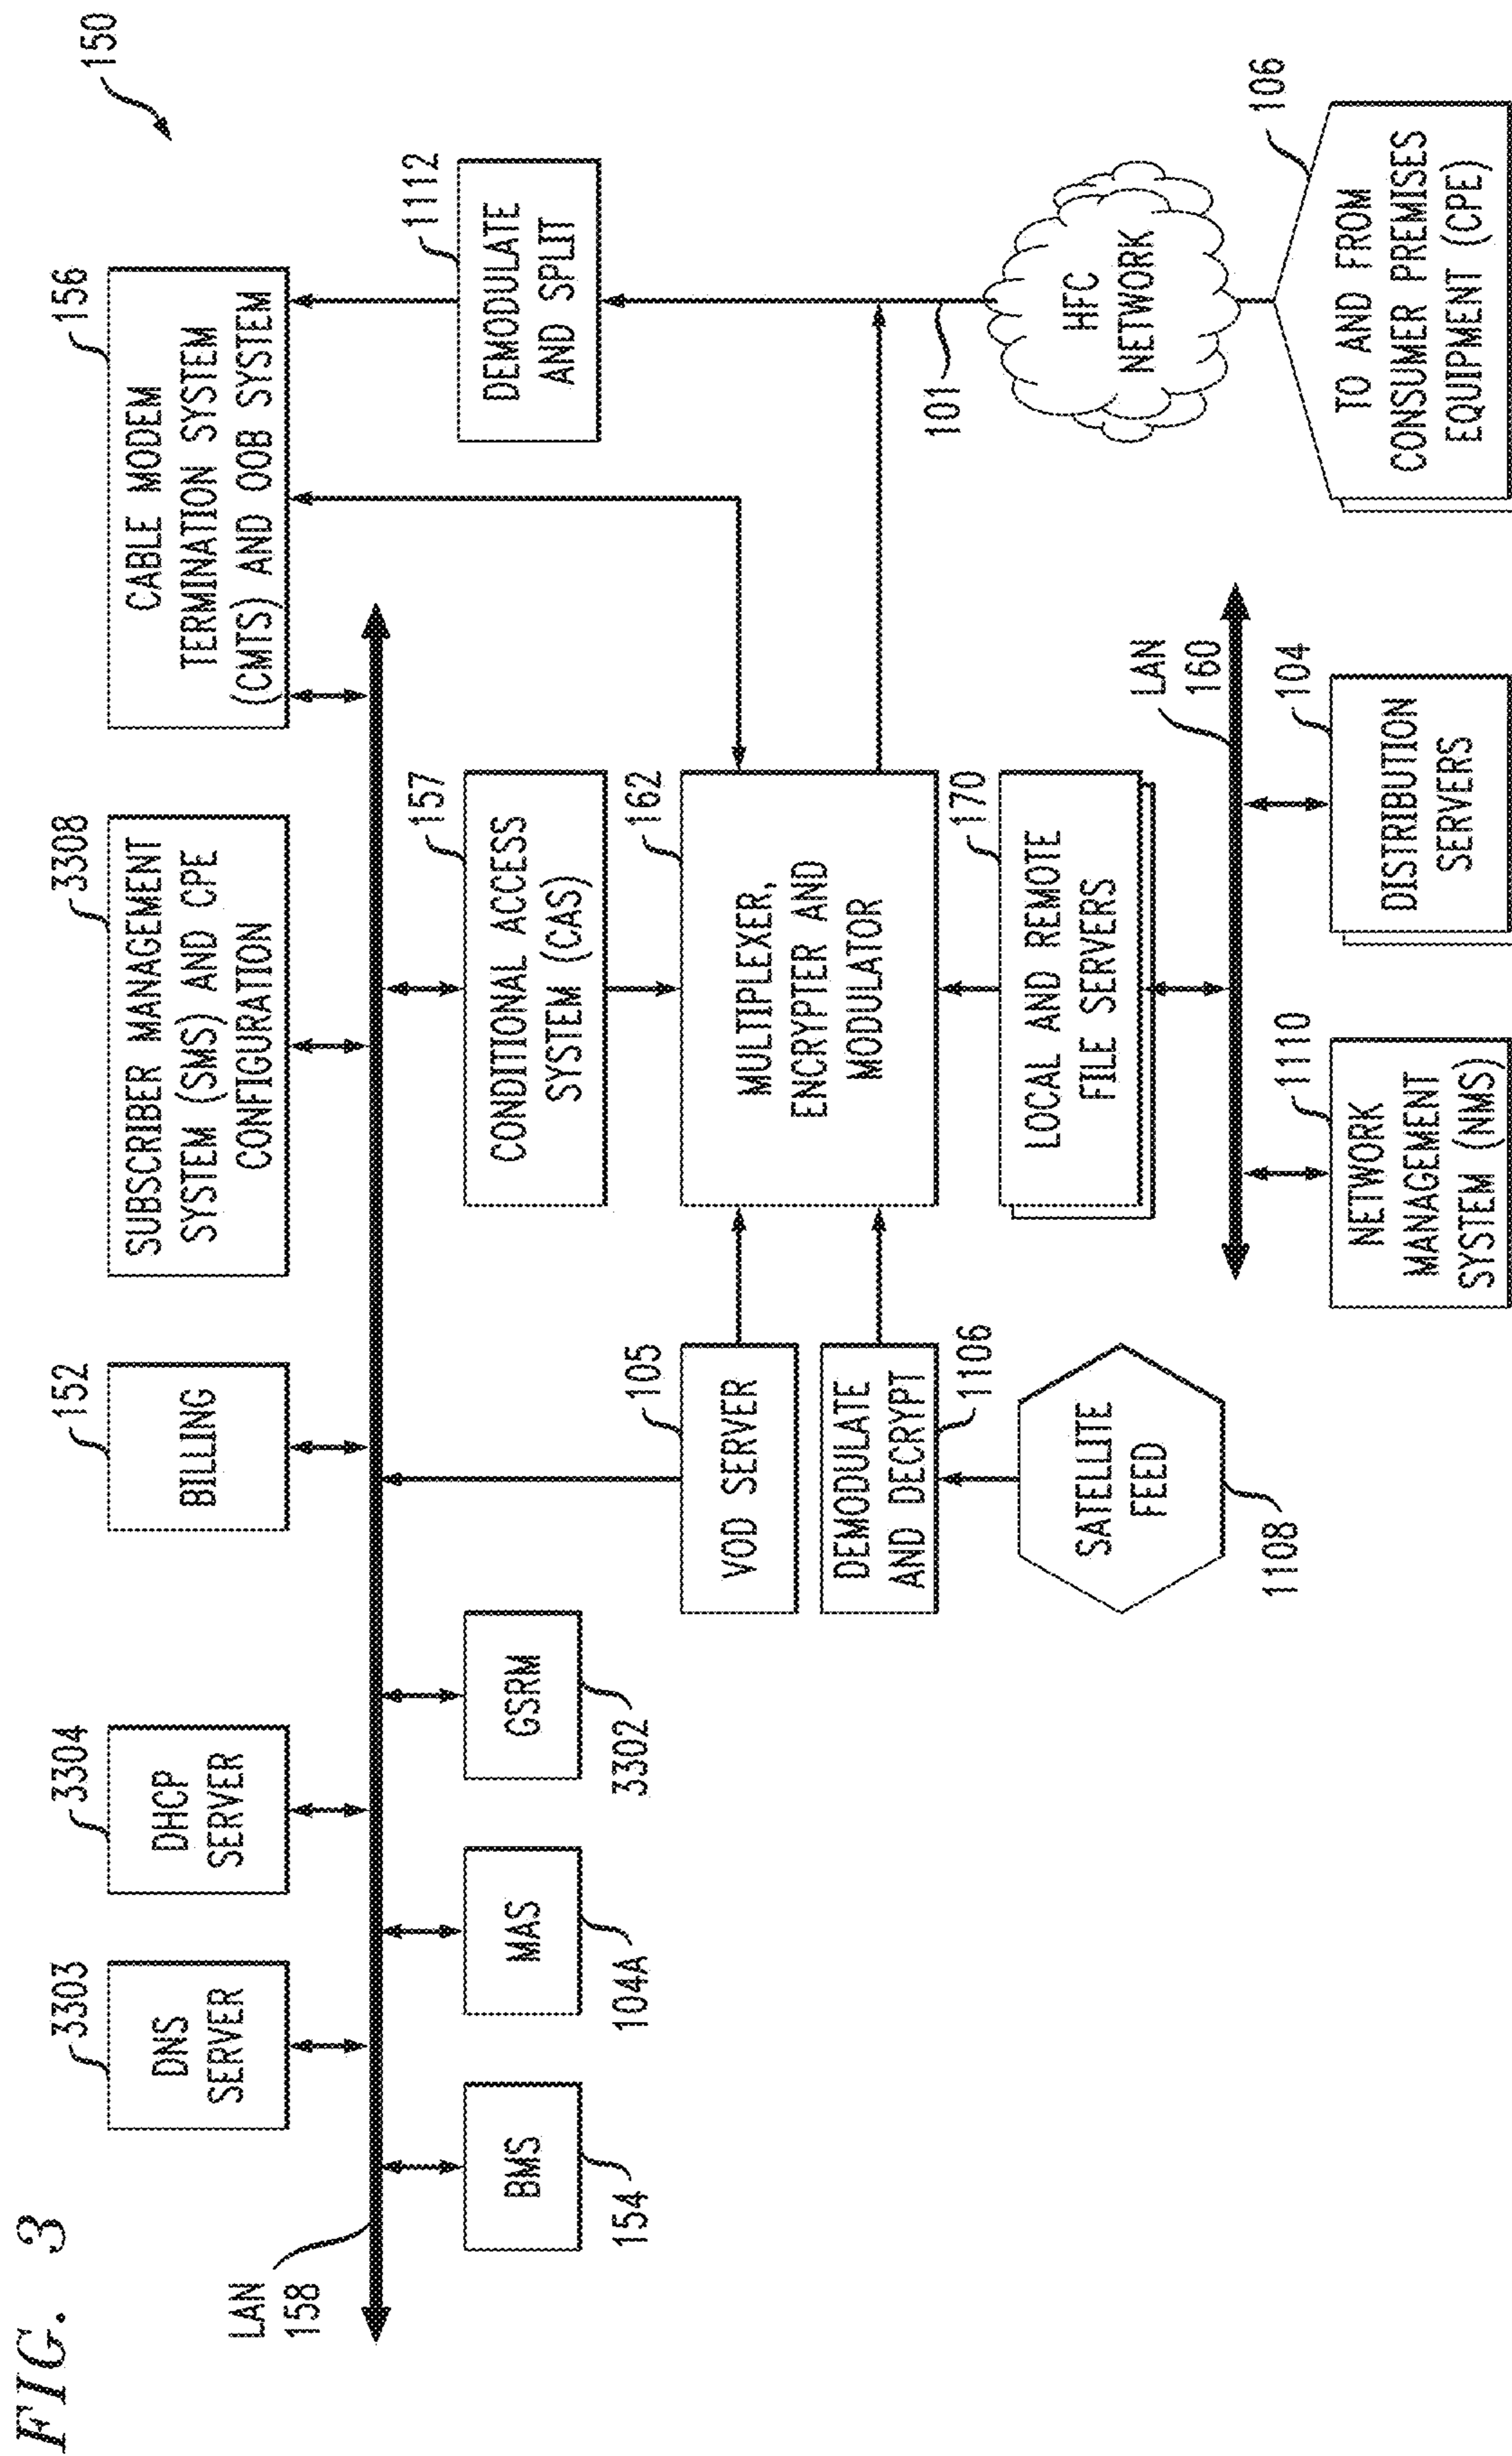 FIG. 3
150
LAN
158
3303
DNS
SERVER
3304
DHCP
SERVER
152
BILLING
3308
SUBSCRIBER MANAGEMENT
SYSTEM (SMS) AND CPE
CONFIGURATION
156
CABLE MODEM
TERMINATION SYSTEM
(CMTS) AND OOB SYSTEM
BMS
154
MAS
104A
GSRM
3302
105
VOD SERVER
DEMODULATE
AND DECRYPT
1106
SATELLITE
FEED
1108
157
CONDITIONAL ACCESS
SYSTEM (CAS)
162
MULTIPLEXER,
ENCRYPTER AND
MODULATOR
170
LOCAL AND REMOTE
FILE SERVERS
1112
DEMODULATE
AND SPLIT
101
HFC
NETWORK
LAN
160
1110
NETWORK
MANAGEMENT
SYSTEM (NMS)
104
DISTRIBUTION
SERVERS
106
TO AND FROM
CONSUMER PREMISES
EQUIPMENT (CPE)